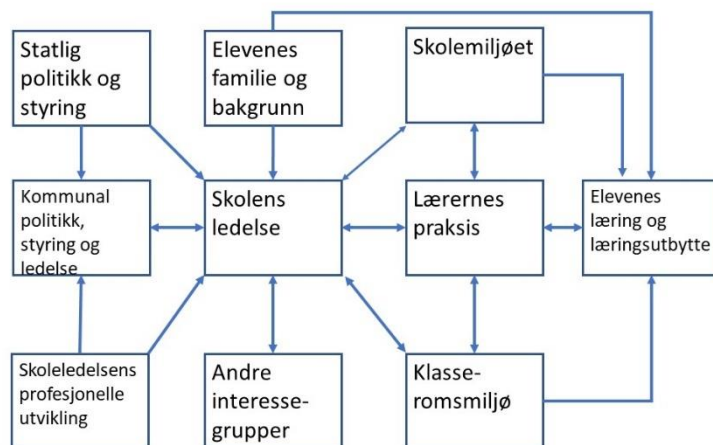 Statlig
politikk og
styring
Elevenes
familie og
bakgrunn
Skolemiljøet
Kommunal
politikk,
styring og
ledelse
Skolens
ledelse
Lærernes
praksis
Elevenes
læring og
læringsutbytte
Skoleledelsens
profesjonelle
utvikling
Andre
interesse-
grupper
Klasse-
romsmiljø